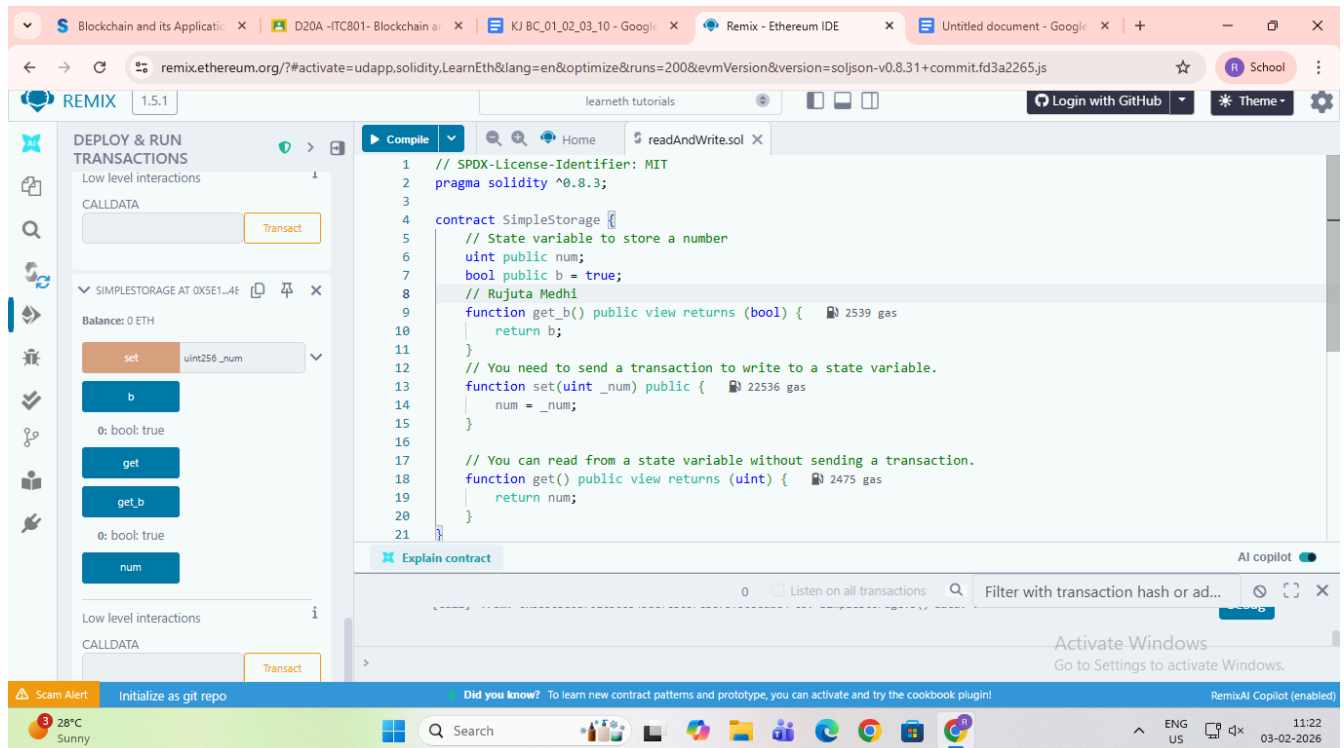 Blockchain and its Applicatio
D20A -ITC801- Blockchain ar
KJ BC_01_02_03_10 - Google
Remix - Ethereum IDE
Untitled document - Google
remix.ethereum.org/?#activate=udapp,solidity,LearnEth&lang=en&optimize&runs=200&evmVersion&version=soljson-v0.8.31+commit.fd3a2265.js
R School
REMIX 1.5.1
learneth tutorials
Login with GitHub
Theme
DEPLOY & RUN
TRANSACTIONS
Low level interactions
CALLDATA
Transact
SIMPLESTORAGE AT 0X5E1...4E
Balance: 0 ETH
set uint256 _num
b
0: bool: true
get
get_b
0: bool: true
num
Low level interactions
CALLDATA
Transact
Compile
Home
readAndWrite.sol
1 // SPDX-License-Identifier: MIT
2 pragma solidity ^0.8.3;
3
4 contract SimpleStorage {
5 // State variable to store a number
6 uint public num;
7 bool public b = true;
8 // Rujuta Medhi
9 function get_b() public view returns (bool) { 2539 gas
10 return b;
11 }
12 // You need to send a transaction to write to a state variable.
13 function set(uint _num) public { 22536 gas
14 num = _num;
15 }
16
17 // You can read from a state variable without sending a transaction.
18 function get() public view returns (uint) { 2475 gas
19 return num;
20 }
21 }
Explain contract
AI copilot
0 Listen on all transactions
Filter with transaction hash or ad...
Debug
>
Activate Windows
Go to Settings to activate Windows.
Scam Alert
Initialize as git repo
Did you know? To learn new contract patterns and prototype, you can activate and try the cookbook plugin!
RemixAI Copilot (enabled)
3
28°C
Sunny
Search
ENG
US
11:22
03-02-2026